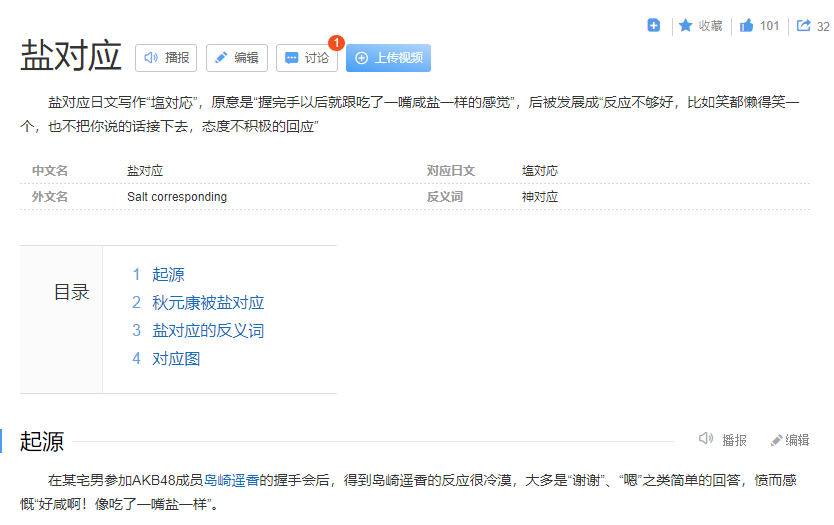 收藏 101 32
盐对应 播报 编辑 讨论 1 上传视频
盐对应日文写作“塩対応”，原意是“握完手以后就跟吃了一嘴咸盐一样的感觉”，后被发展成“反应不够好，比如笑都懒得笑一
个，也不把你说的话接下去，态度不积极的回应”
中文名 盐对应 对应日文 塩対応
外文名 Salt corresponding 反义词 神对应
目录
1 起源
2 秋元康被盐对应
3 盐对应的反义词
4 对应图
起源 播报 编辑
在某宅男参加AKB48成员岛崎遥香的握手会后，得到岛崎遥香的反应很冷漠，大多是“谢谢”、“嗯”之类简单的回答，愤而感
慨“好咸啊！像吃了一嘴盐一样”。